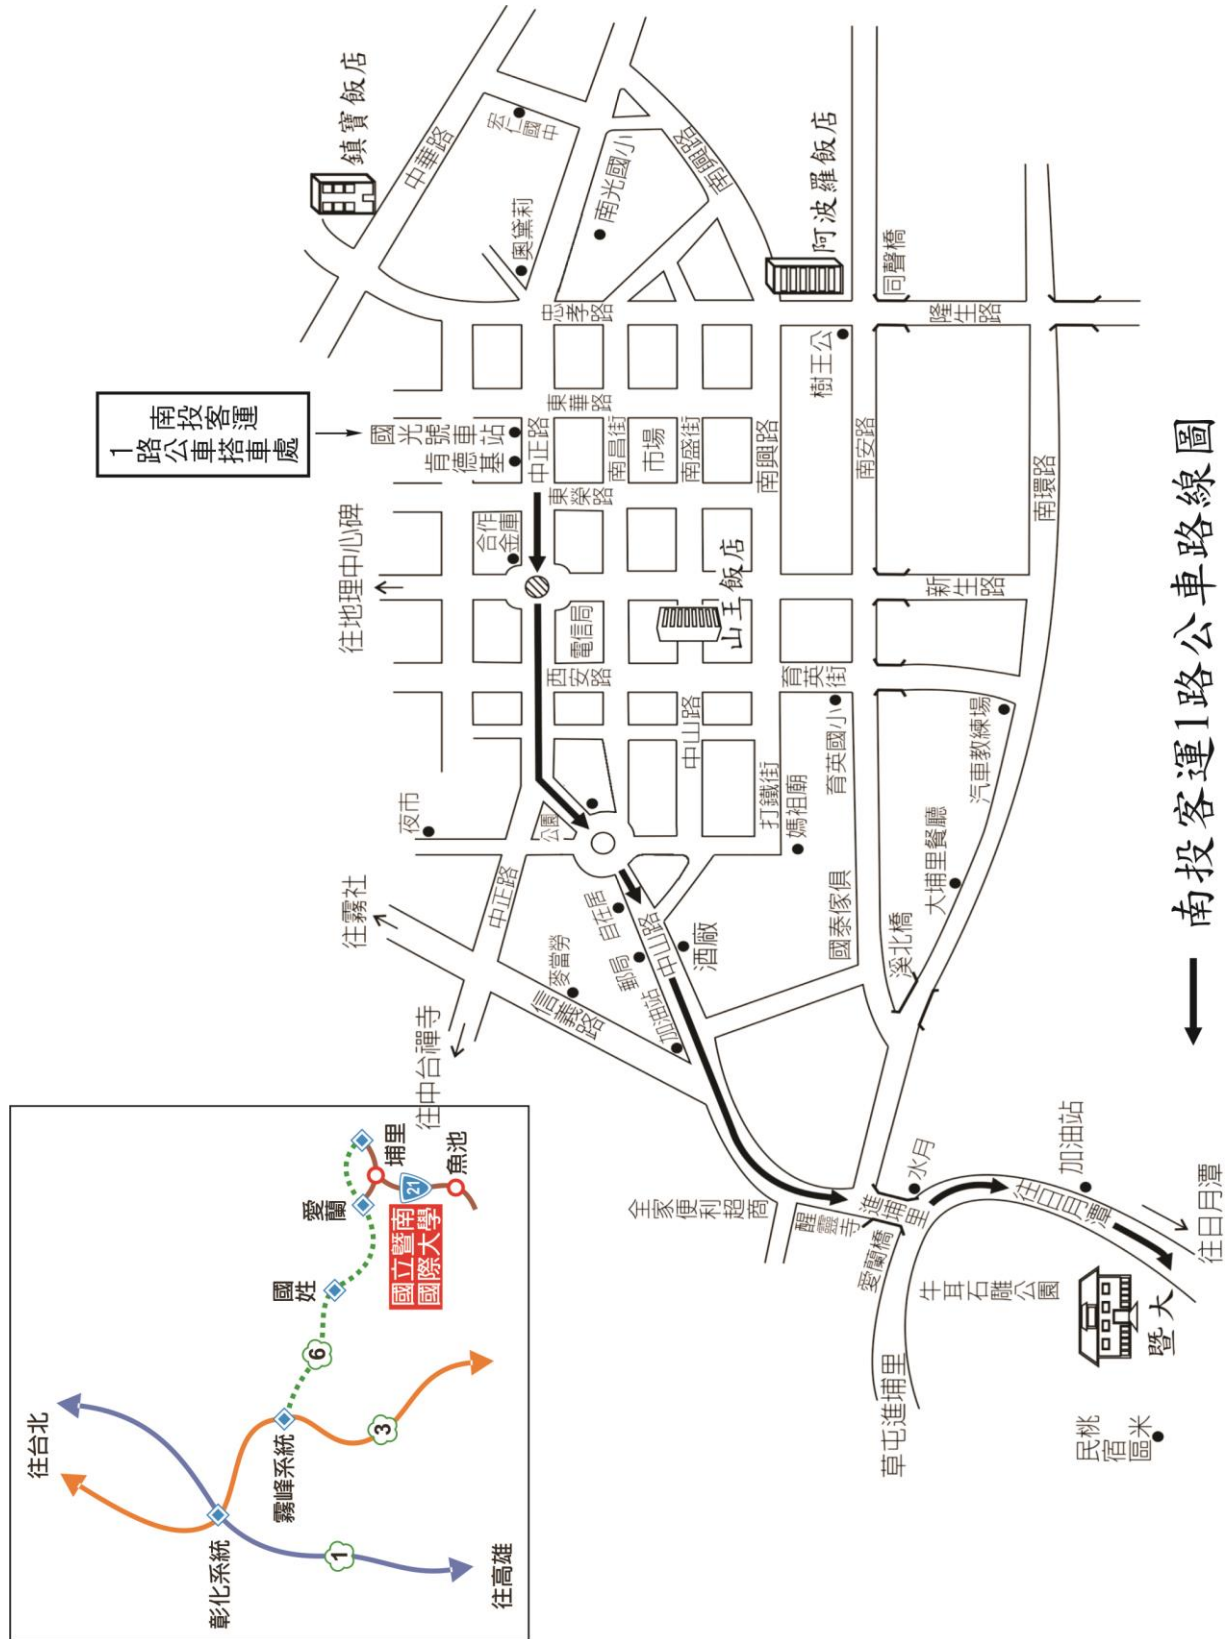 南投客運1路公車路線圖
鎮寶飯店
中華路
宏仁
國中
奧黛莉
南光國小
南興路
阿波羅飯店
同聲橋
忠孝路
隆生路
樹王公
南投客運
1路公車搭車處
國光號車站
肯德基
東華路
中正路
南昌街
市場
南盛街
南興路
南安路
南環路
東榮路
往地理中心碑
合作
金庫
電信局
山王飯店
新生路
西安路
育英街
中山路
育英國小
汽車教練場
打鐵街
媽祖廟
夜市
公園
中正路
往霧社
自在居
中山路
酒廠
郵局
加油站
麥當勞
信義路
國泰傢俱
溪北橋
大埔里餐廳
往中台禪寺
全家便利超商
醒靈寺
進埔里
愛蘭橋
水月
加油站
往日月潭
往日月潭
牛耳石雕公園
草屯進埔里
暨大
桃米
民宿區
往台北
彰化系統
霧峰系統
往高雄
1
3
6
國姓
愛蘭
埔里
21
魚池
國立暨南
國際大學